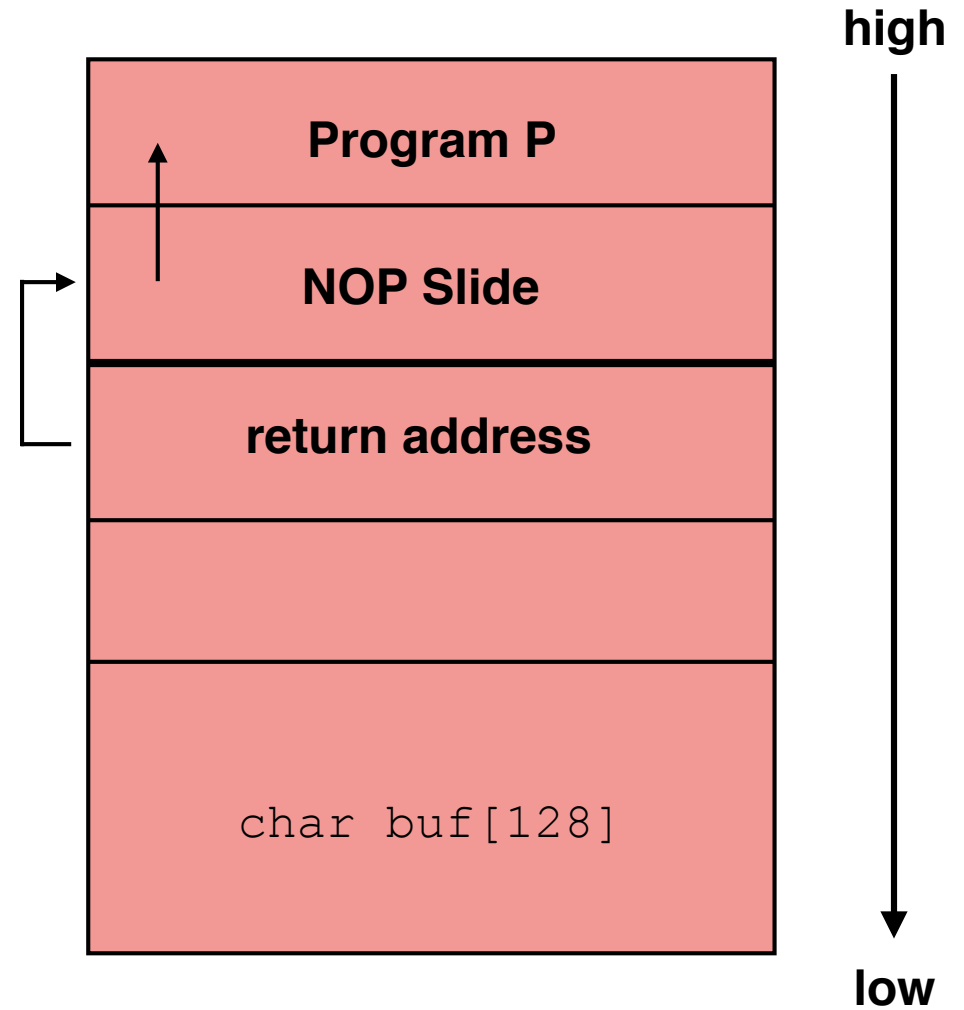 high
Program P
NOP Slide
return address
char buf[128]
low